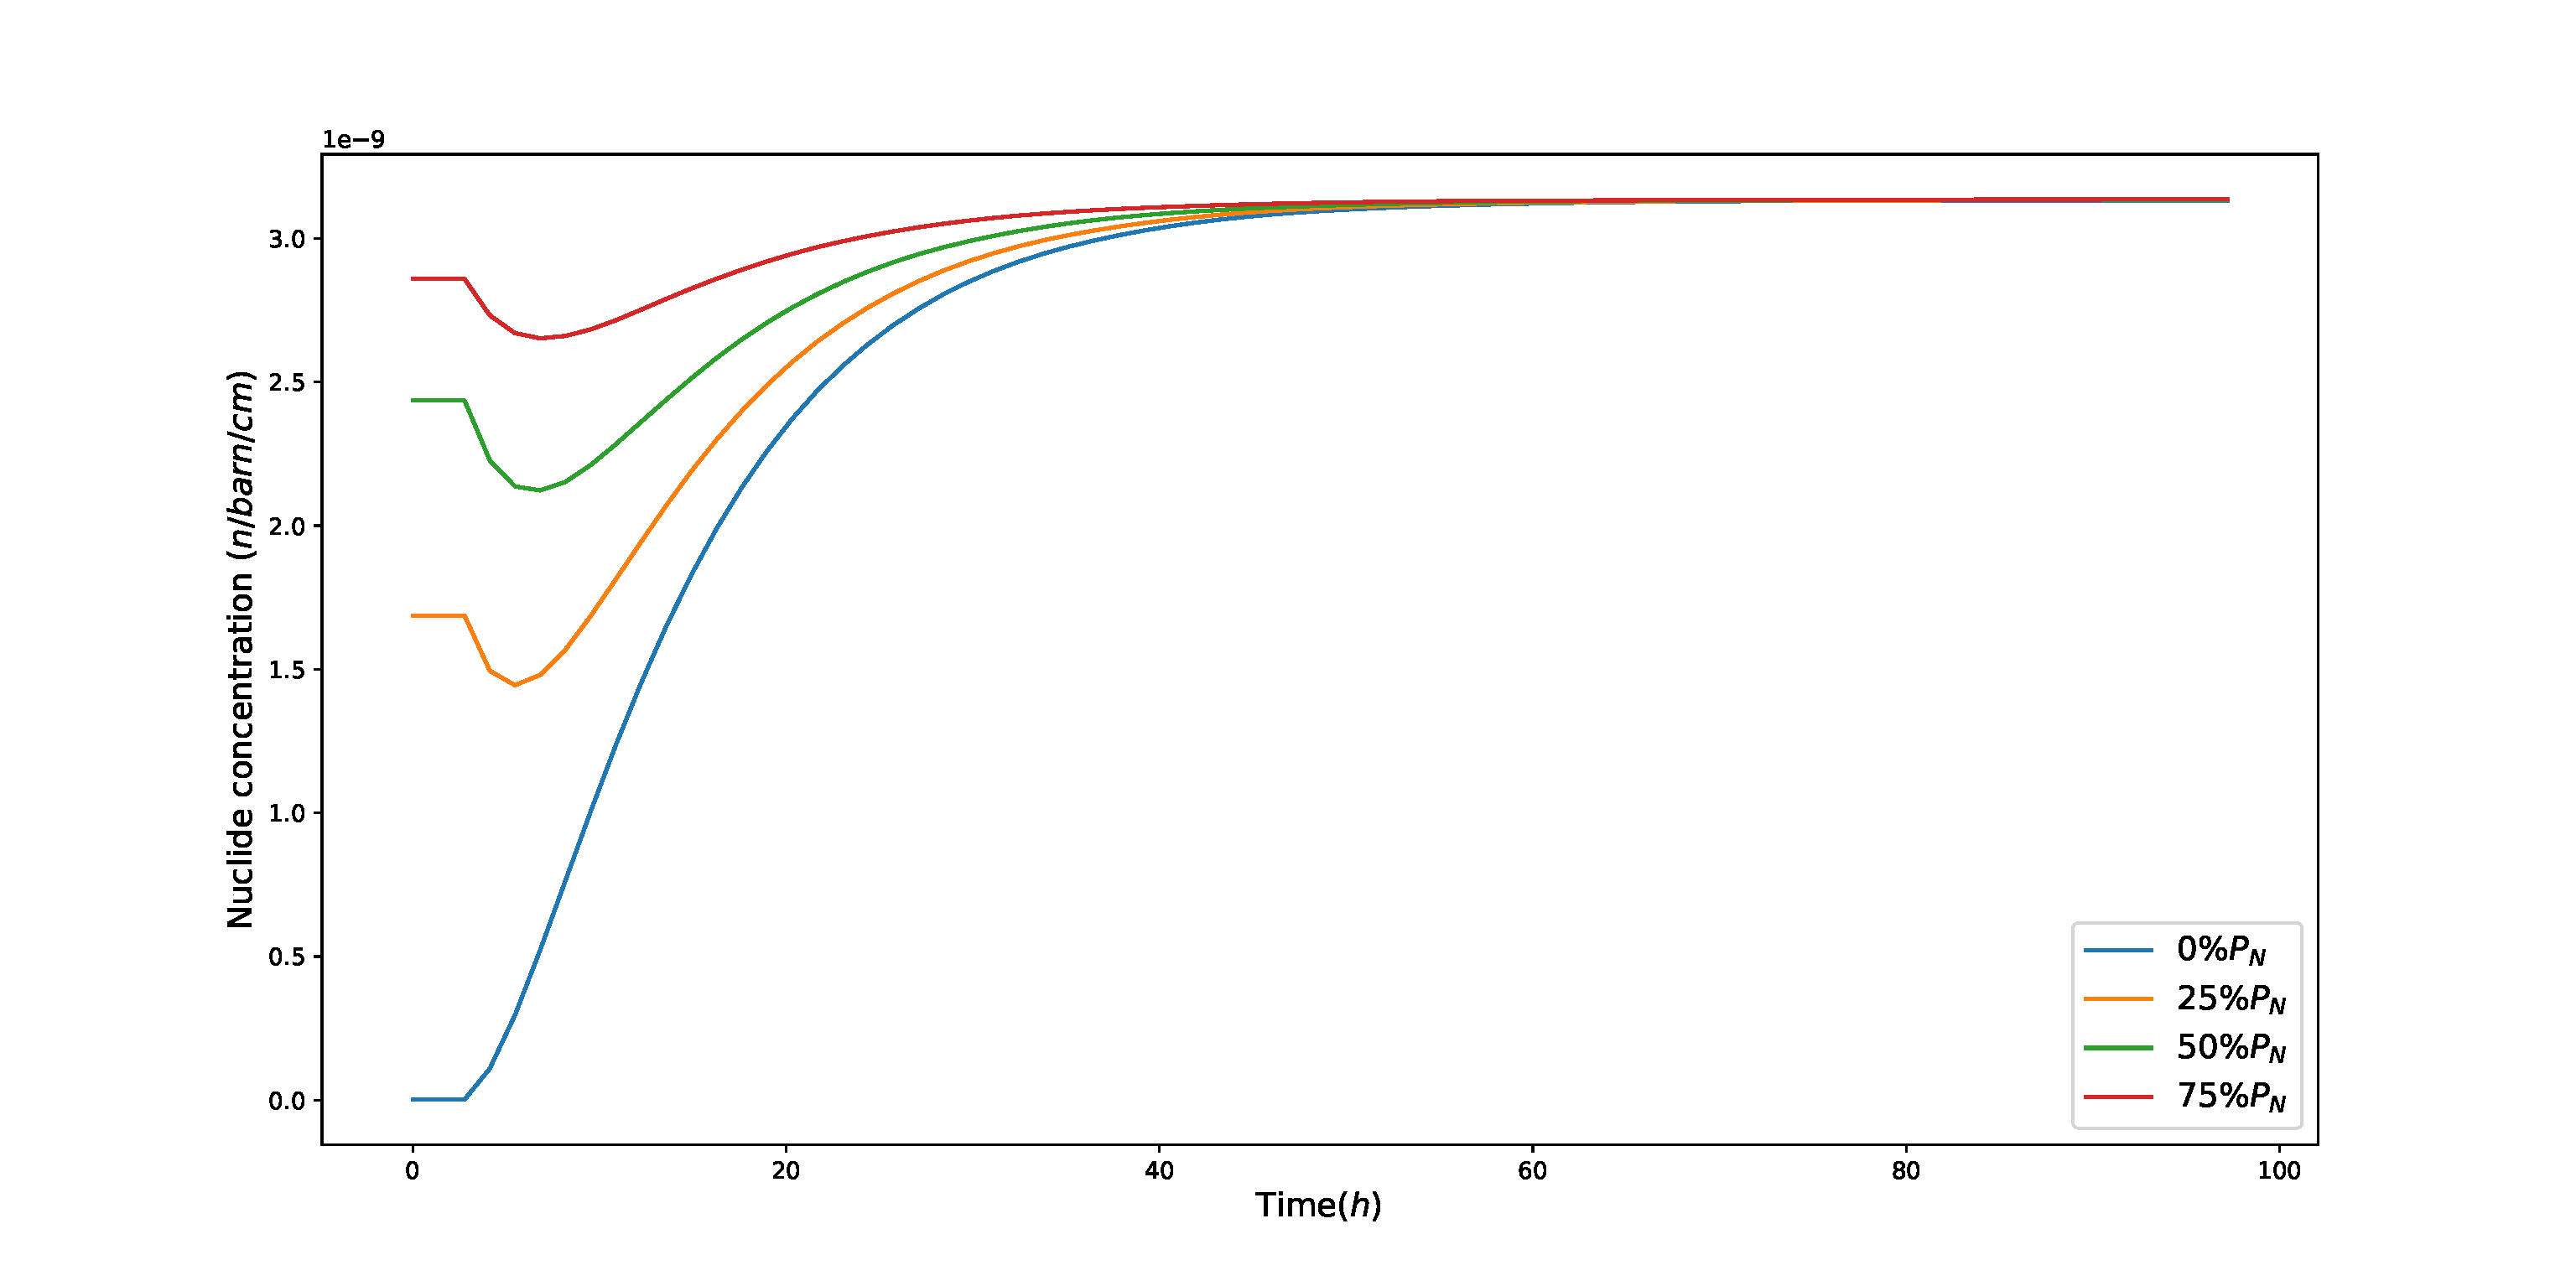 1e−9
3.0
2.5
2.0
1.5
1.0
0.5
0.0
Nuclide concentration (n/barn/cm)
0 20 40 60 80 100
Time(h)
0%P_N
25%P_N
50%P_N
75%P_N